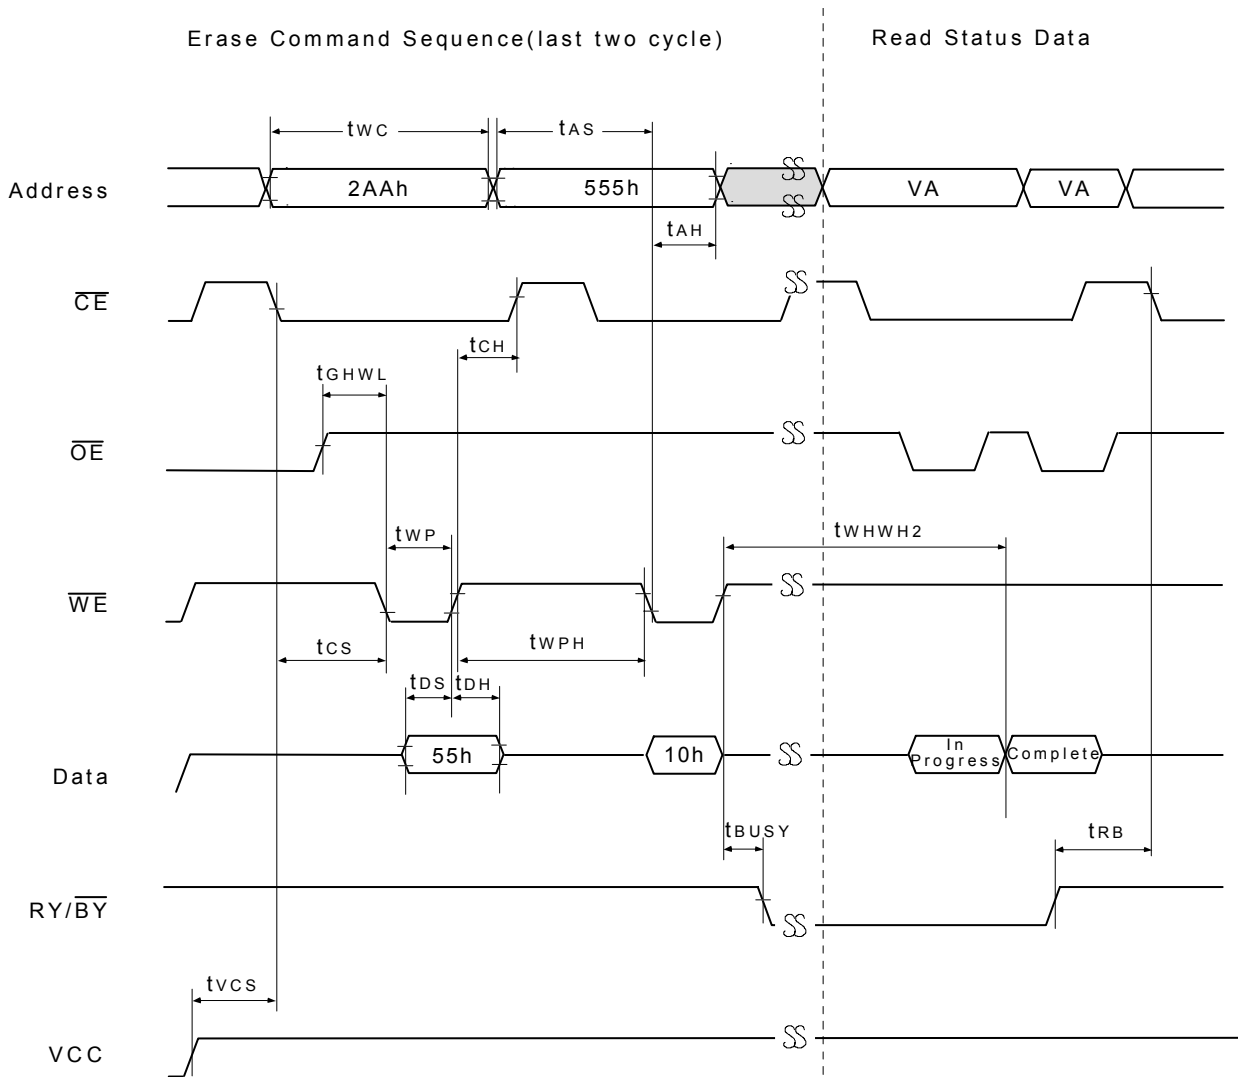 Erase Command Sequence(last two cycle) Read Status Data
tWC tAS
Address 2AAh 555h VA VA
tAH
CE
tCH
tGHWL
OE
tWP tWHWH2
WE
tCS tWPH
tDS tDH
Data 55h 10h In Progress Complete
tBUSY tRB
RY/BY
tVCS
VCC